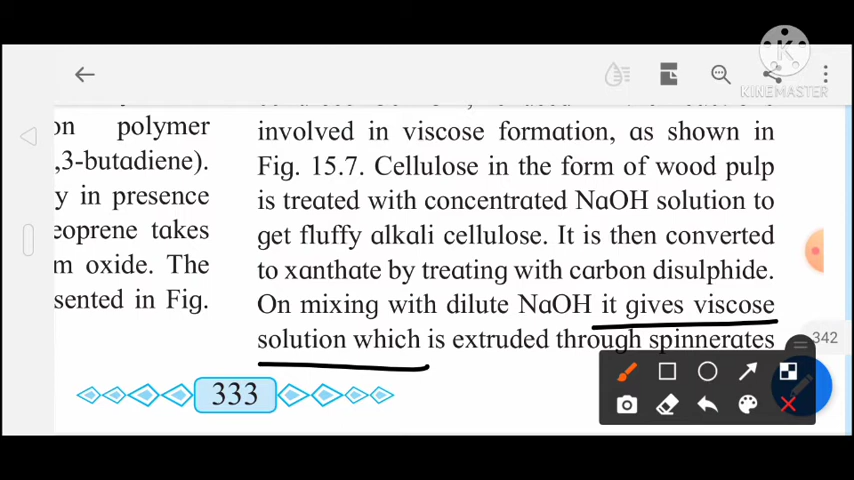 KINEMASTER
on polymer
,3-butadiene).
y in presence
eoprene takes
m oxide. The
sented in Fig.
involved in viscose formation, as shown in
Fig. 15.7. Cellulose in the form of wood pulp
is treated with concentrated NaOH solution to
get fluffy alkali cellulose. It is then converted
to xanthate by treating with carbon disulphide.
On mixing with dilute NaOH it gives viscose
solution which is extruded through spinnerates
333
342